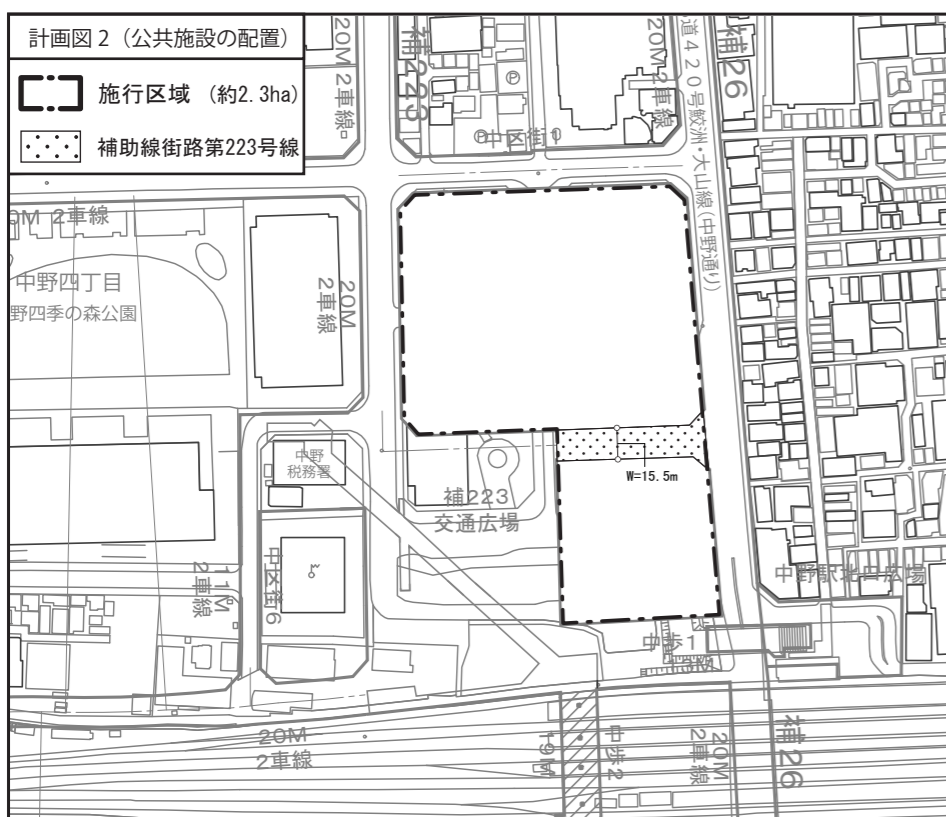 計画図2（公共施設の配置）
施行区域 （約2.3ha）
補助線街路第223号線
20M
2車線
補223
20M
2車線
補26
道420号鮫洲・大山線(中野通り)
中区街1
0M 2車線
中野四丁目
野四季の森公園
20M
2車線
中野
税務署
補223
交通広場
W=15.5m
中区街6
11M
2車線
中野駅北口広場
中歩1
20M
2車線
19M
中歩2
20M
2車線
補26